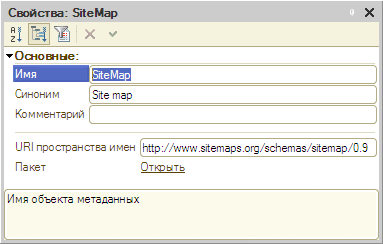 Свойства: SiteMap
Основные:
Имя SiteMap
Синоним Site map
Комментарий
URI пространства имен http://www.sitemaps.org/schemas/sitemap/0.9
Пакет Открыть
Имя объекта метаданных